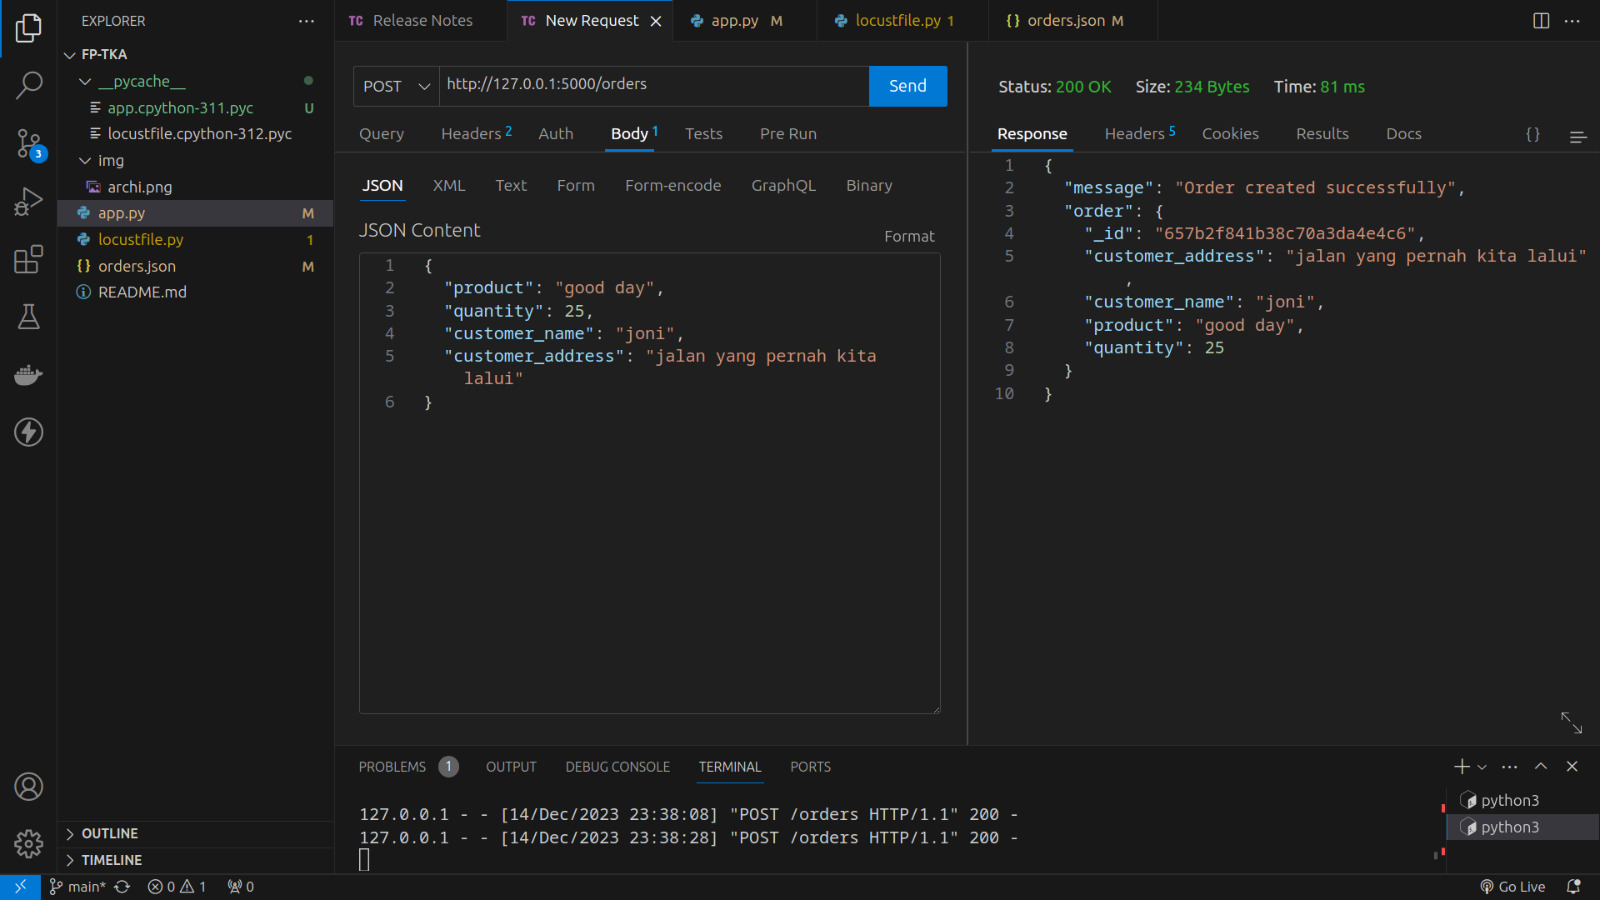 EXPLORER
FP-TKA
__pycache__
app.cpython-311.pyc U
locustfile.cpython-312.pyc
img
archi.png
app.py M
locustfile.py 1
{} orders.json M
README.md
OUTLINE
TIMELINE
3
TC Release Notes
TC New Request
app.py M
locustfile.py 1
{} orders.json M
POST
http://127.0.0.1:5000/orders
Send
Query Headers 2 Auth Body 1 Tests Pre Run
JSON XML Text Form Form-encode GraphQL Binary
JSON Content
Format
1 {
2 "product": "good day",
3 "quantity": 25,
4 "customer_name": "joni",
5 "customer_address": "jalan yang pernah kita
lalui"
6 }
Status: 200 OK Size: 234 Bytes Time: 81 ms
Response Headers 5 Cookies Results Docs {}
1 {
2 "message": "Order created successfully",
3 "order": {
4 "_id": "657b2f841b38c70a3da4e4c6",
5 "customer_address": "jalan yang pernah kita lalui"
,
6 "customer_name": "joni",
7 "product": "good day",
8 "quantity": 25
9 }
10 }
PROBLEMS 1 OUTPUT DEBUG CONSOLE TERMINAL PORTS
127.0.0.1 - - [14/Dec/2023 23:38:08] "POST /orders HTTP/1.1" 200 -
127.0.0.1 - - [14/Dec/2023 23:38:28] "POST /orders HTTP/1.1" 200 -
python3
python3
main* 0 1 0
Go Live